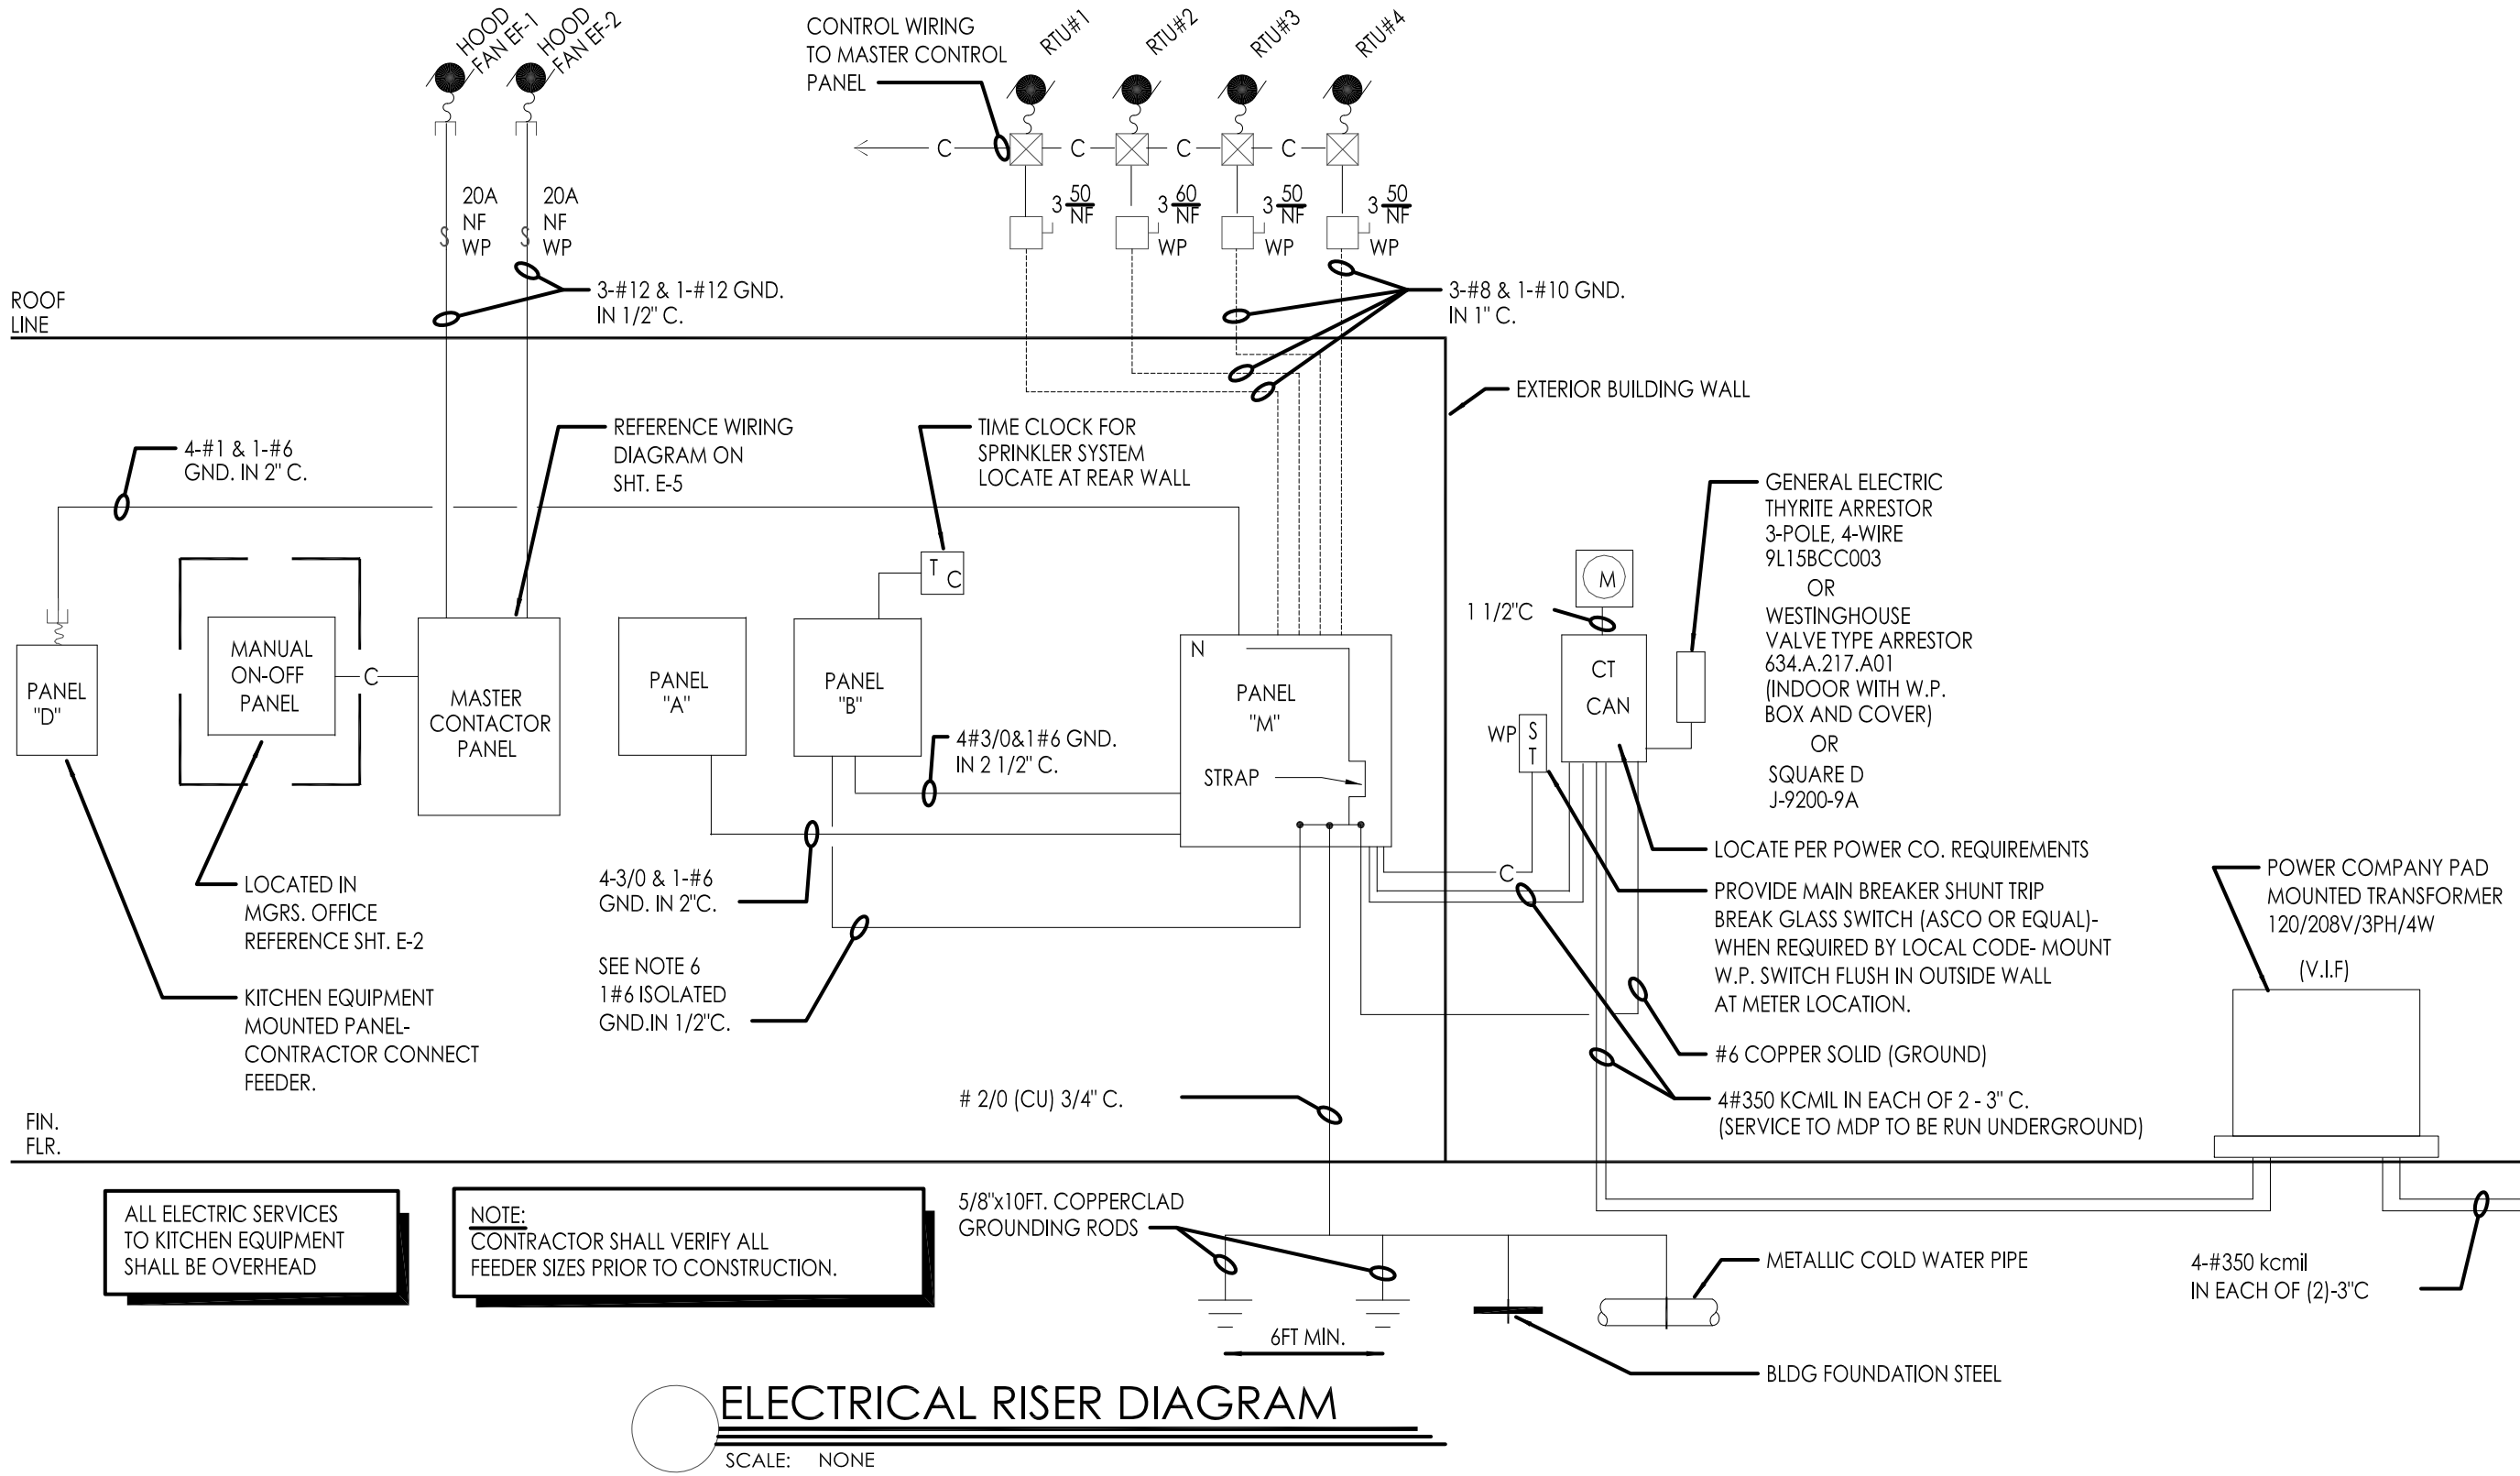 HOOD
FAN EF-1
HOOD
FAN EF-2
CONTROL WIRING
TO MASTER CONTROL
PANEL
RTU#1
RTU#2
RTU#3
RTU#4
C
C
C
C
20A
NF
WP
20A
NF
WP
3 50
NF
3 60
NF
WP
3 50
NF
WP
3 50
NF
WP
3-#12 & 1-#12 GND.
IN 1/2" C.
3-#8 & 1-#10 GND.
IN 1" C.
ROOF
LINE
EXTERIOR BUILDING WALL
4-#1 & 1-#6
GND. IN 2" C.
REFERENCE WIRING
DIAGRAM ON
SHT. E-5
TIME CLOCK FOR
SPRINKLER SYSTEM
LOCATE AT REAR WALL
GENERAL ELECTRIC
THYRITE ARRESTOR
3-POLE, 4-WIRE
9L15BCC003
OR
WESTINGHOUSE
VALVE TYPE ARRESTOR
634.A.217.A01
(INDOOR WITH W.P.
BOX AND COVER)
OR
SQUARE D
J-9200-9A
T C
M
1 1/2"C
PANEL
"D"
MANUAL
ON-OFF
PANEL
C
MASTER
CONTACTOR
PANEL
PANEL
"A"
PANEL
"B"
N
PANEL
"M"
STRAP
CT
CAN
WP
S
T
4#3/0&1#6 GND.
IN 2 1/2" C.
4-3/0 & 1-#6
GND. IN 2"C.
C
LOCATE PER POWER CO. REQUIREMENTS
PROVIDE MAIN BREAKER SHUNT TRIP
BREAK GLASS SWITCH (ASCO OR EQUAL)-
WHEN REQUIRED BY LOCAL CODE- MOUNT
W.P. SWITCH FLUSH IN OUTSIDE WALL
AT METER LOCATION.
POWER COMPANY PAD
MOUNTED TRANSFORMER
120/208V/3PH/4W
(V.I.F)
LOCATED IN
MGRS. OFFICE
REFERENCE SHT. E-2
SEE NOTE 6
1#6 ISOLATED
GND.IN 1/2"C.
KITCHEN EQUIPMENT
MOUNTED PANEL-
CONTRACTOR CONNECT
FEEDER.
#6 COPPER SOLID (GROUND)
# 2/0 (CU) 3/4" C.
4#350 KCMIL IN EACH OF 2 - 3" C.
(SERVICE TO MDP TO BE RUN UNDERGROUND)
FIN.
FLR.
ALL ELECTRIC SERVICES
TO KITCHEN EQUIPMENT
SHALL BE OVERHEAD
NOTE:
CONTRACTOR SHALL VERIFY ALL
FEEDER SIZES PRIOR TO CONSTRUCTION.
5/8"x10FT. COPPERCLAD
GROUNDING RODS
METALLIC COLD WATER PIPE
4-#350 kcmil
IN EACH OF (2)-3"C
6FT MIN.
BLDG FOUNDATION STEEL
ELECTRICAL RISER DIAGRAM
SCALE: NONE